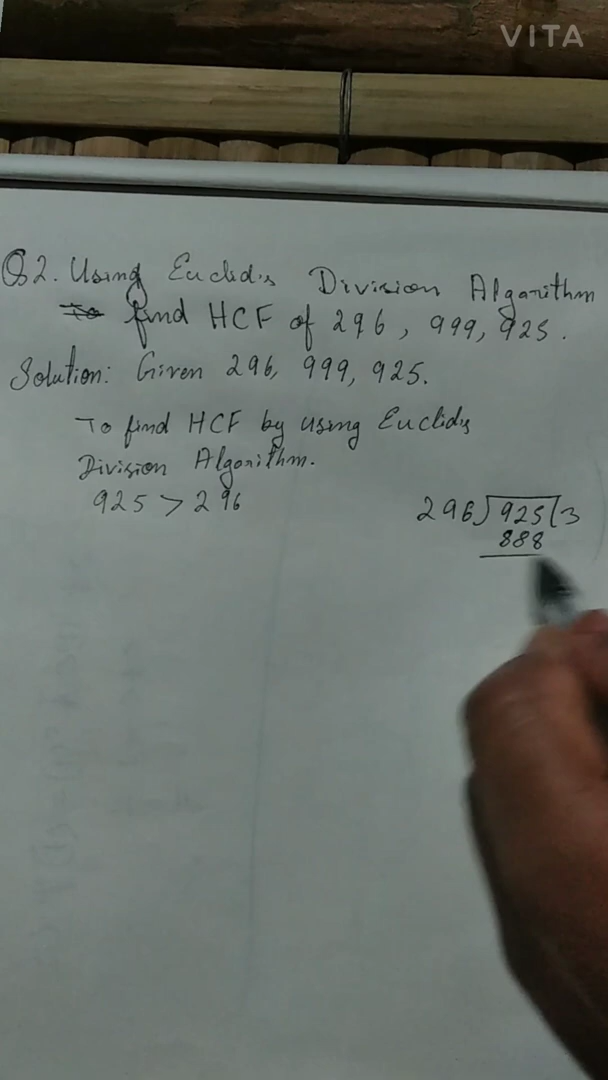 VITA
Q2. Using Euclid's Division Algorithm
find HCF of 296, 999, 925.
Solution: Given 296, 999, 925.
To find HCF by using Euclid's
Division Algorithm.
925 > 296
296)925(3
888